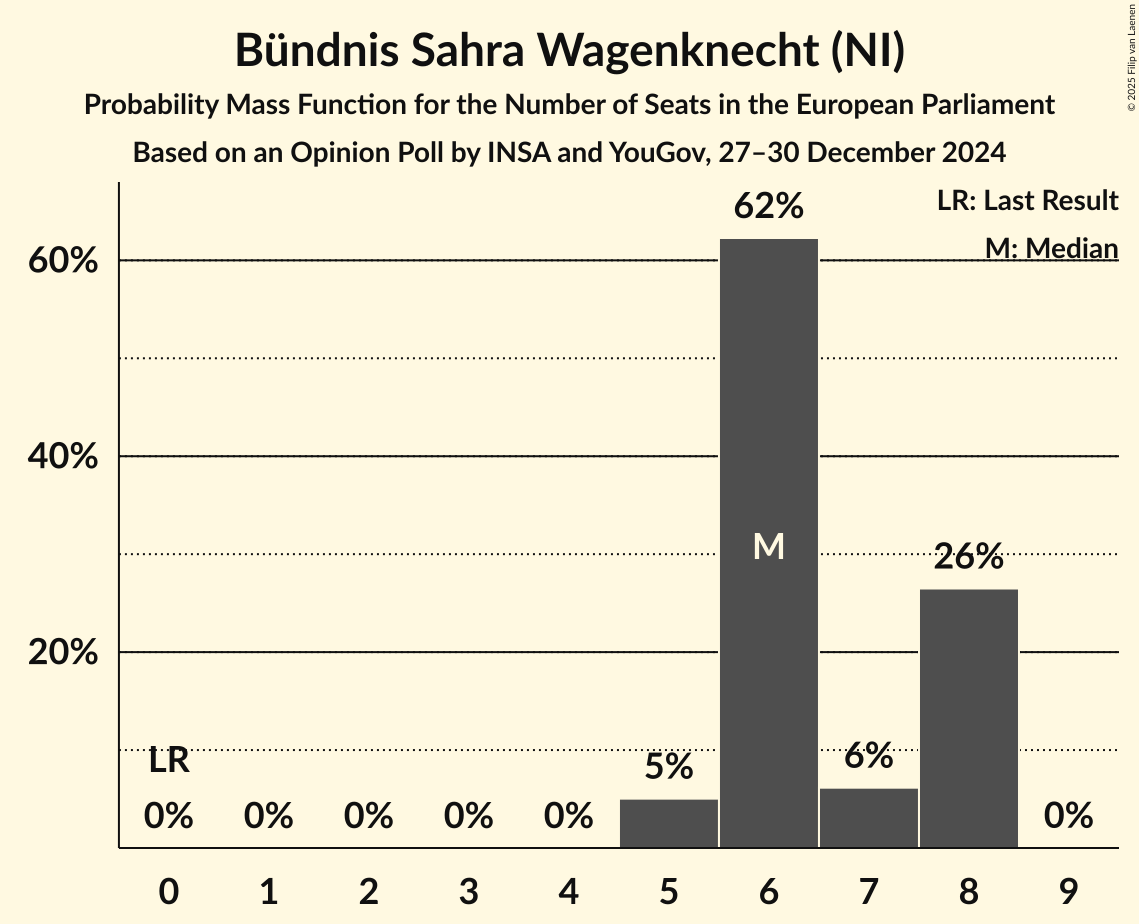 Bündnis Sahra Wagenknecht (NI)
Probability Mass Function for the Number of Seats in the European Parliament
Based on an Opinion Poll by INSA and YouGov, 27–30 December 2024
© 2025 Filip van Laenen
LR: Last Result
M: Median
62%
60%
40%
M
26%
20%
LR
5%
6%
0% 0% 0% 0% 0% 0%
0 1 2 3 4 5 6 7 8 9